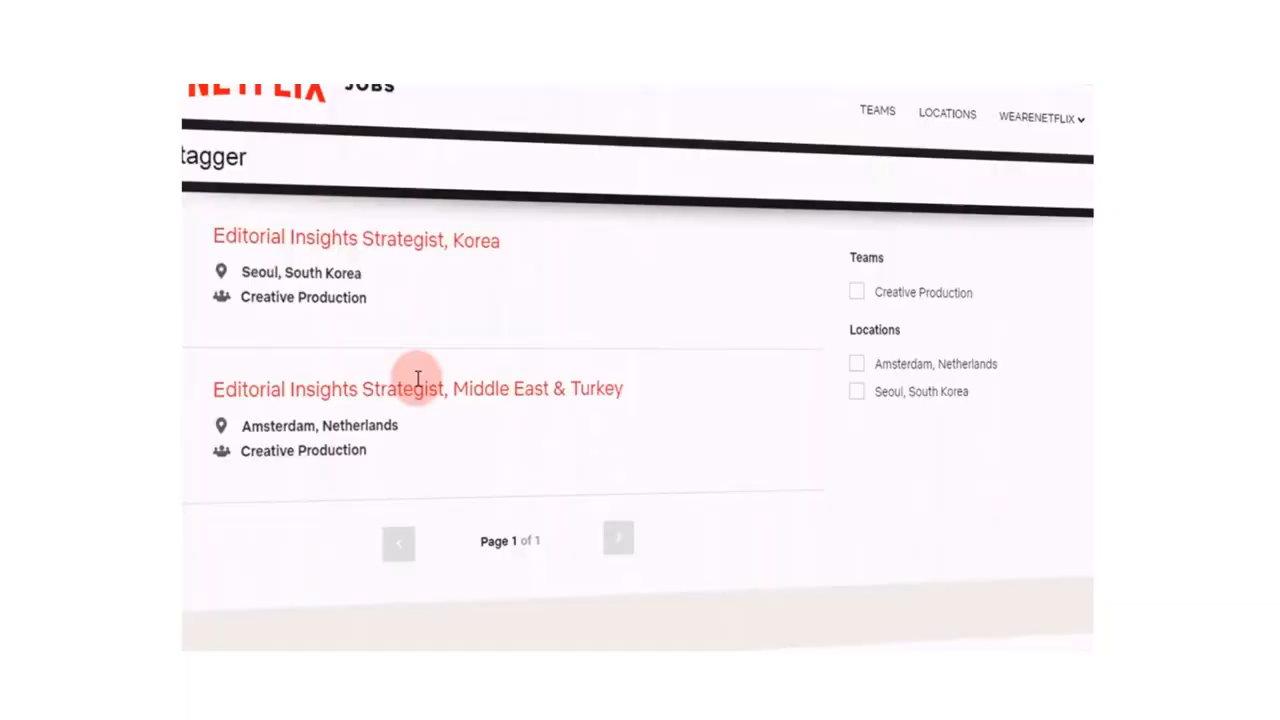 NETFLIX JOBS
TEAMS LOCATIONS WEARENETFLIX
tagger
Editorial Insights Strategist, Korea
Seoul, South Korea
Creative Production
Editorial Insights Strategist, Middle East & Turkey
Amsterdam, Netherlands
Creative Production
Page 1 of 1
Teams
Creative Production
Locations
Amsterdam, Netherlands
Seoul, South Korea